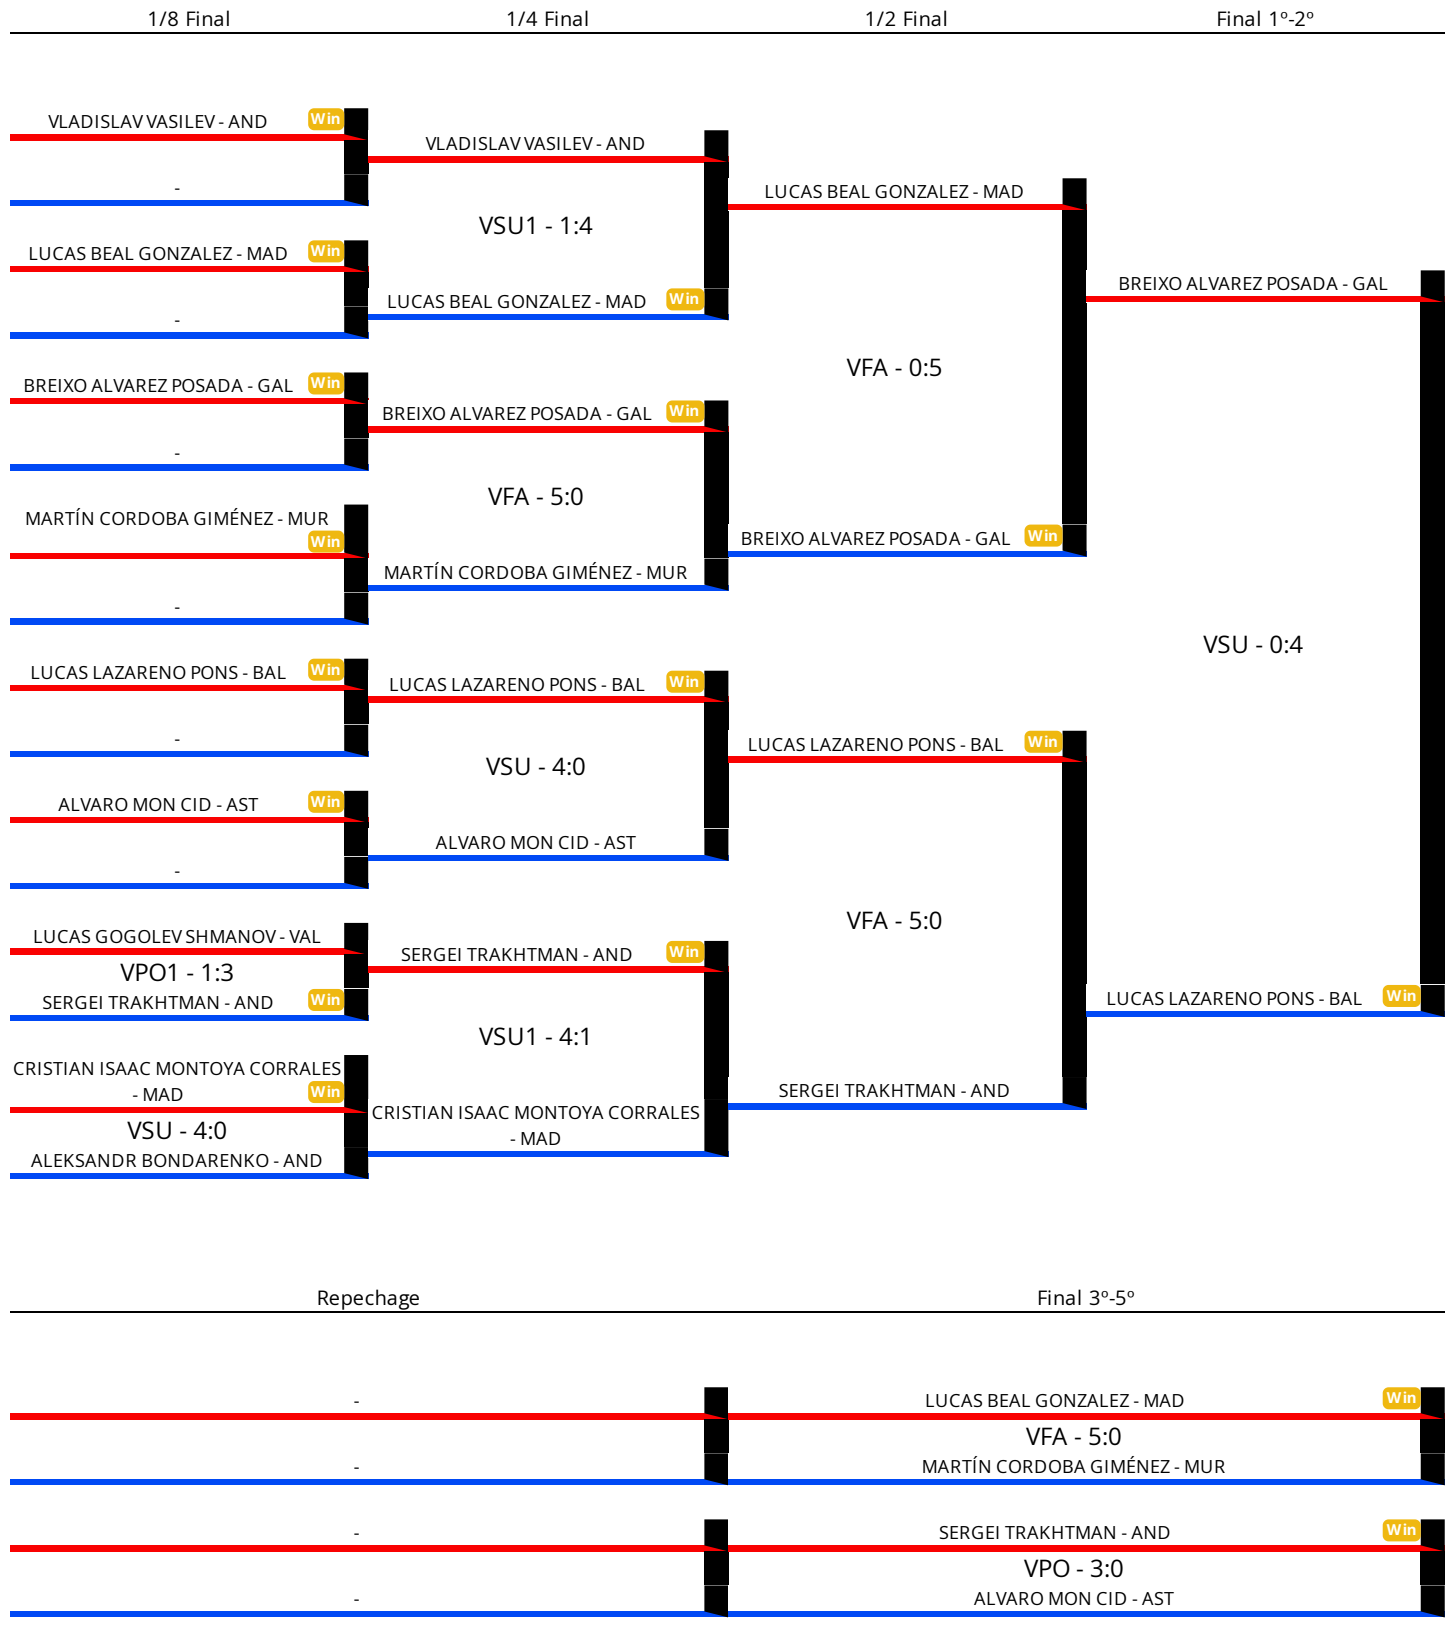 1/8 Final
1/4 Final
1/2 Final
Final 1º-2º
VLADISLAV VASILEV - AND
Win
-
LUCAS BEAL GONZALEZ - MAD
Win
-
BREIXO ALVAREZ POSADA - GAL
Win
-
MARTÍN CORDOBA GIMÉNEZ - MUR
Win
-
LUCAS LAZARENO PONS - BAL
Win
-
ALVARO MON CID - AST
Win
-
LUCAS GOGOLEV SHMANOV - VAL
VPO1 - 1:3
SERGEI TRAKHTMAN - AND
Win
CRISTIAN ISAAC MONTOYA CORRALES
- MAD
Win
VSU - 4:0
ALEKSANDR BONDARENKO - AND
VLADISLAV VASILEV - AND
VSU1 - 1:4
LUCAS BEAL GONZALEZ - MAD
Win
BREIXO ALVAREZ POSADA - GAL
Win
VFA - 5:0
MARTÍN CORDOBA GIMÉNEZ - MUR
LUCAS LAZARENO PONS - BAL
Win
VSU - 4:0
ALVARO MON CID - AST
SERGEI TRAKHTMAN - AND
Win
VSU1 - 4:1
CRISTIAN ISAAC MONTOYA CORRALES
- MAD
LUCAS BEAL GONZALEZ - MAD
VFA - 0:5
BREIXO ALVAREZ POSADA - GAL
Win
LUCAS LAZARENO PONS - BAL
Win
VFA - 5:0
SERGEI TRAKHTMAN - AND
BREIXO ALVAREZ POSADA - GAL
VSU - 0:4
LUCAS LAZARENO PONS - BAL
Win
Repechage
Final 3º-5º
-
-
-
-
LUCAS BEAL GONZALEZ - MAD
Win
VFA - 5:0
MARTÍN CORDOBA GIMÉNEZ - MUR
SERGEI TRAKHTMAN - AND
Win
VPO - 3:0
ALVARO MON CID - AST